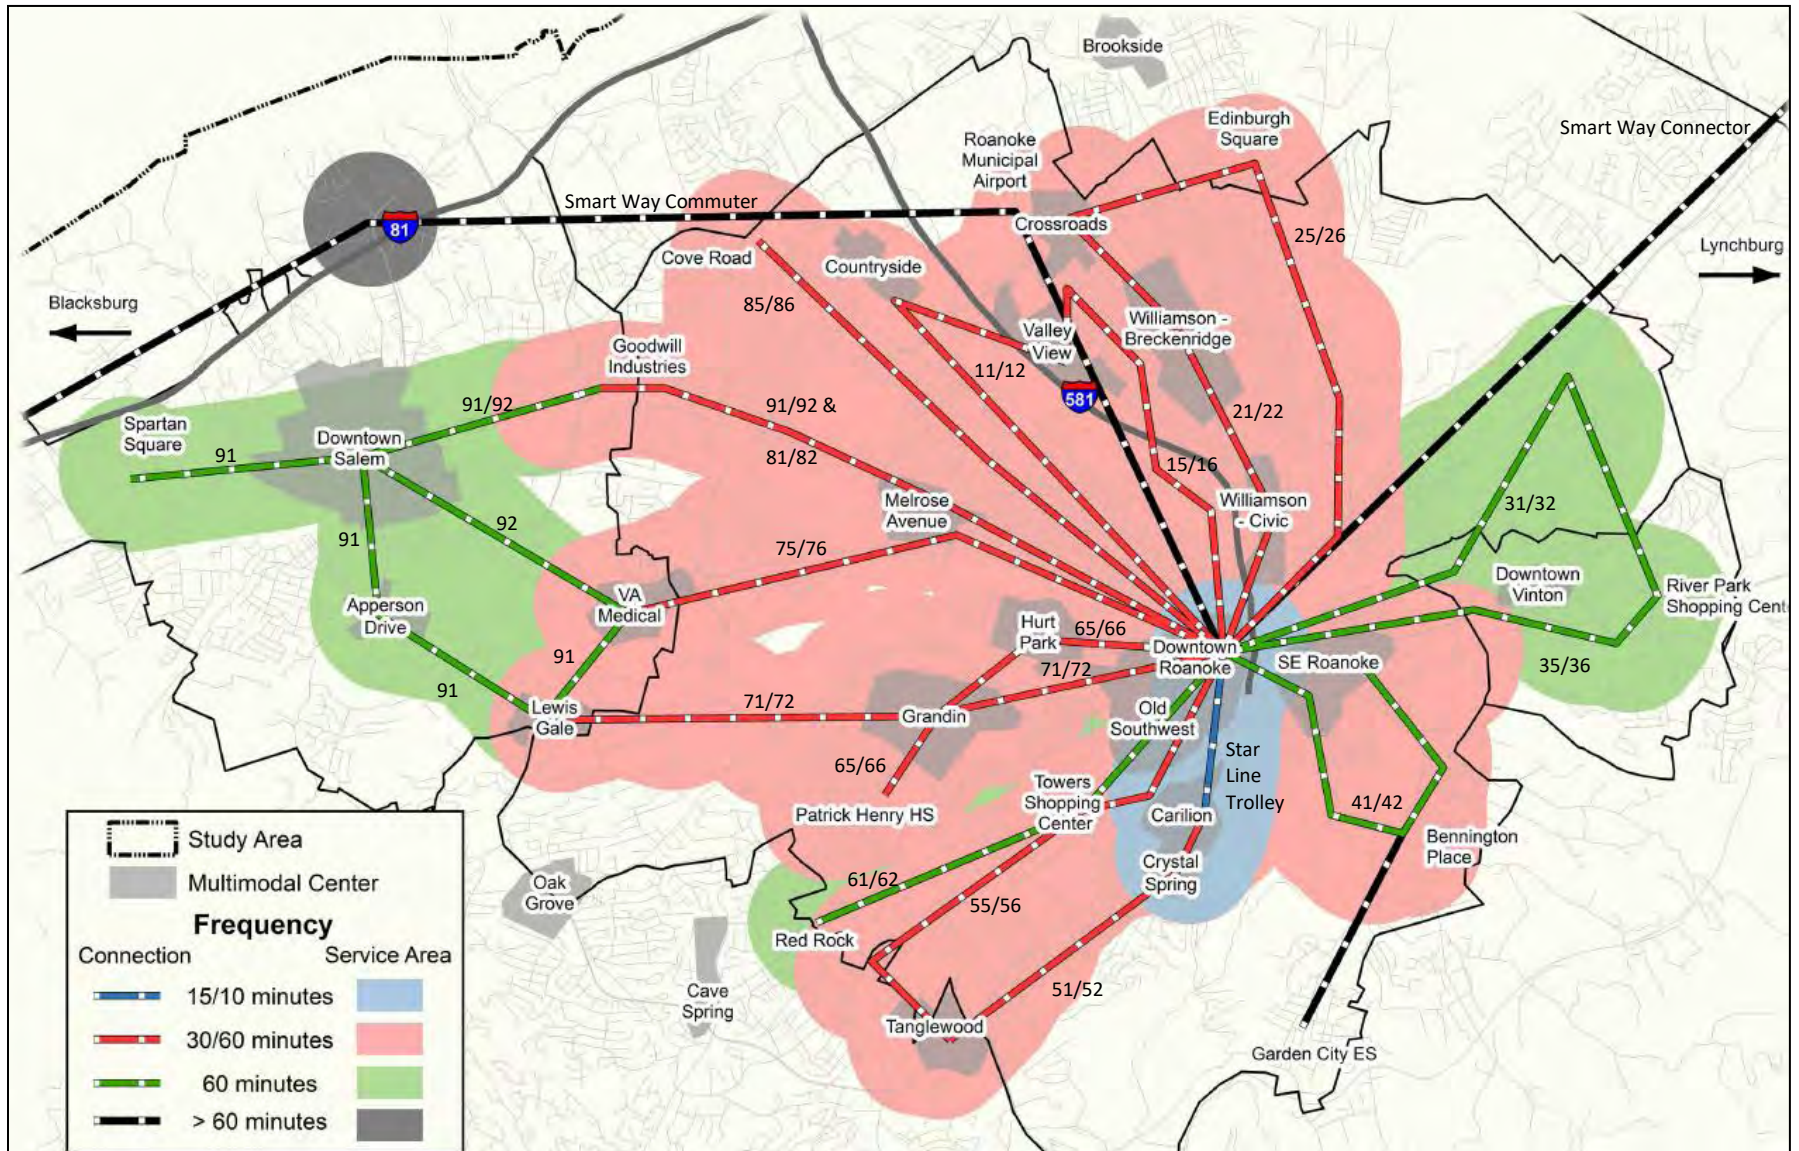 Brookside
Edinburgh
Square
Smart Way Connector
Roanoke
Municipal
Airport
Smart Way Commuter
81
Crossroads
25/26
Lynchburg
Cove Road
Countryside
Blacksburg
85/86
Valley
View
Williamson -
Breckenridge
Goodwill
Industries
11/12
581
91/92
91/92 &
81/82
21/22
Spartan
Square
Downtown
Salem
91
15/16
Williamson
- Civic
31/32
Melrose
Avenue
92
91
75/76
Downtown
Vinton
River Park
Shopping Cent
Apperson
Drive
VA
Medical
Hurt
Park
65/66
Downtown
Roanoke
SE Roanoke
35/36
91
91
71/72
Lewis
Gale
71/72
Grandin
Old
Southwest
Star
Line
Trolley
65/66
Towers
Shopping
Center
Patrick Henry HS
Carilion
41/42
Bennington
Place
Crystal
Spring
Oak
Grove
61/62
55/56
Red Rock
Cave
Spring
51/52
Tanglewood
Garden City ES
Study Area
Multimodal Center
Frequency
Connection Service Area
15/10 minutes
30/60 minutes
60 minutes
> 60 minutes